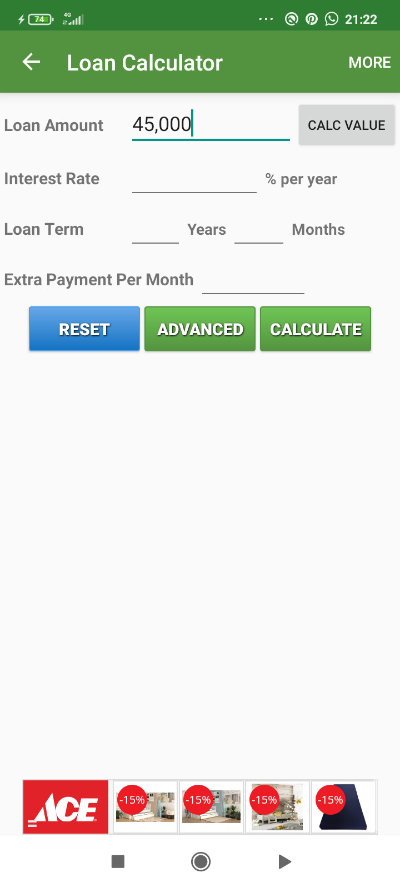 74 4G 21:22
Loan Calculator MORE
Loan Amount 45,000 CALC VALUE
Interest Rate % per year
Loan Term Years Months
Extra Payment Per Month
RESET ADVANCED CALCULATE
ACE -15% -15% -15% -15%